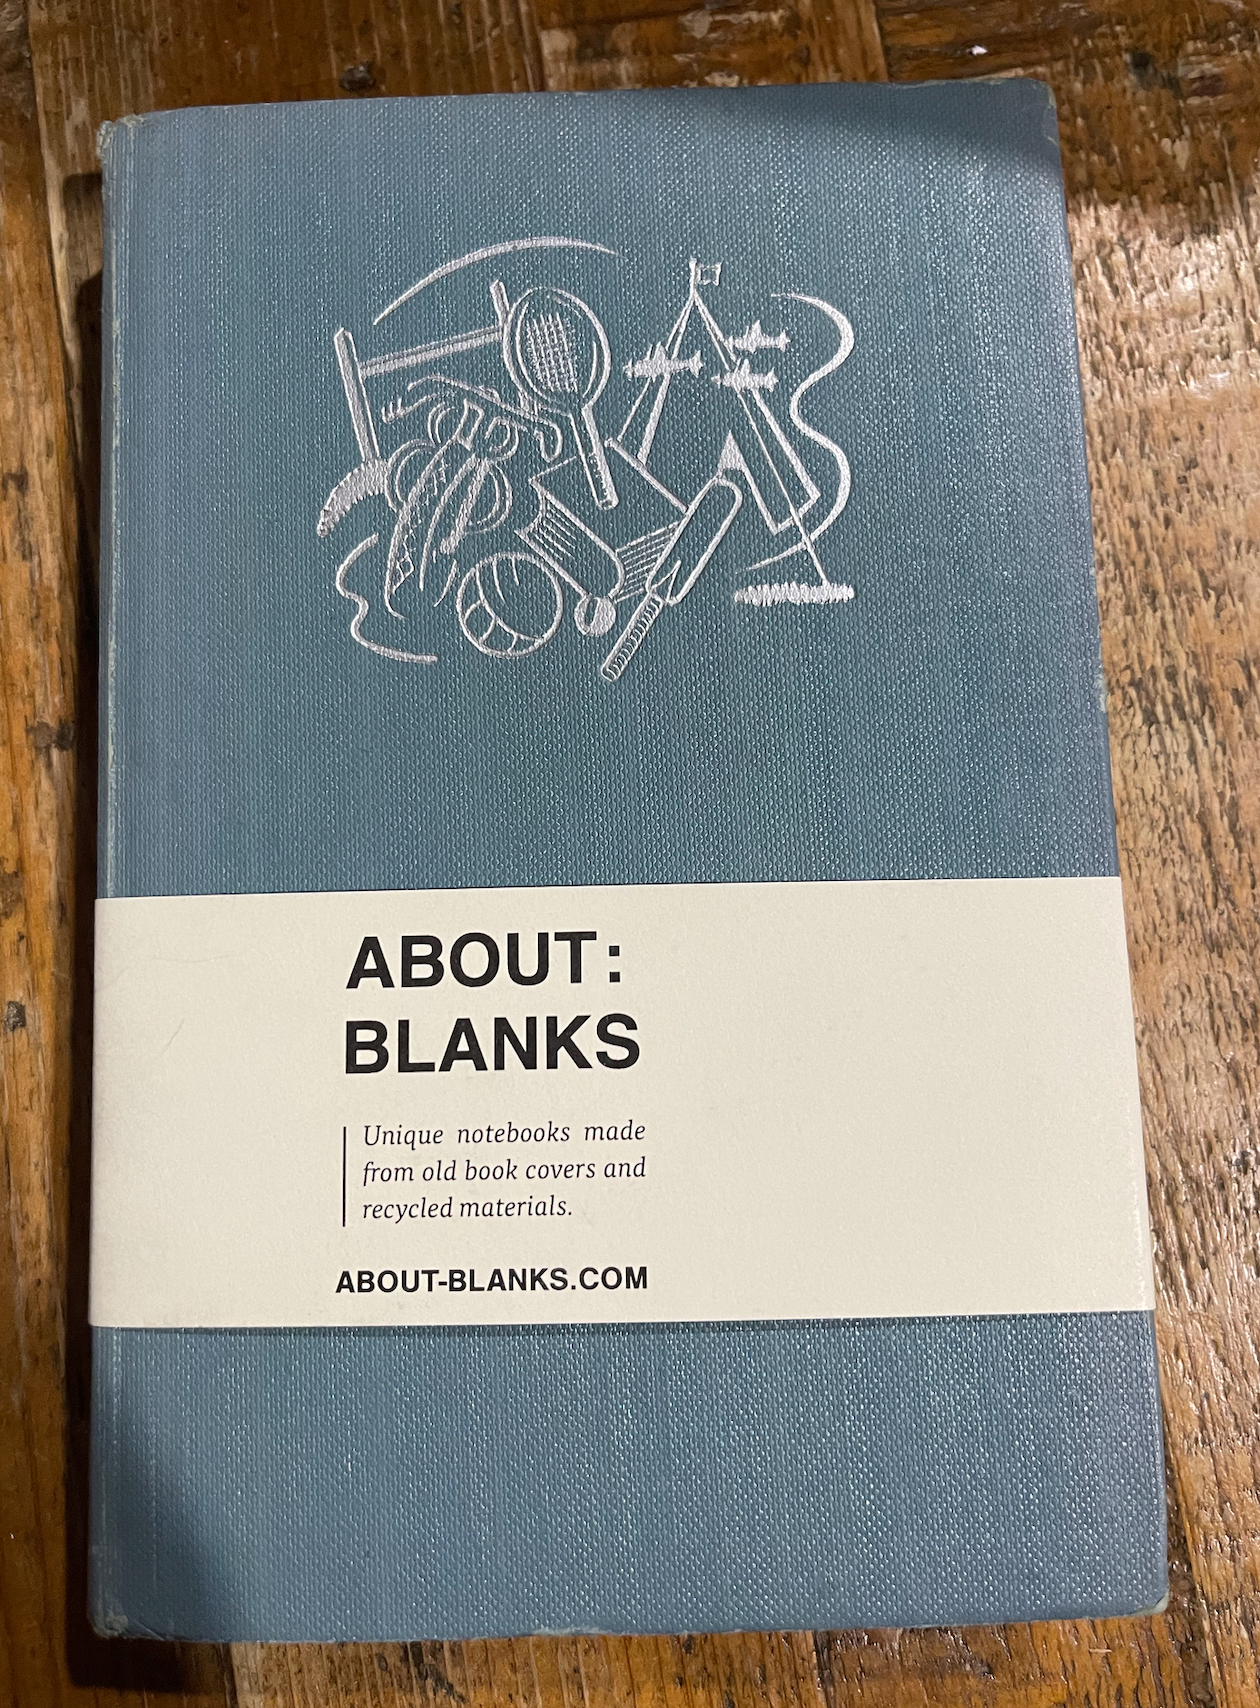 ABOUT:
BLANKS
Unique notebooks made
from old book covers and
recycled materials.
ABOUT-BLANKS.COM